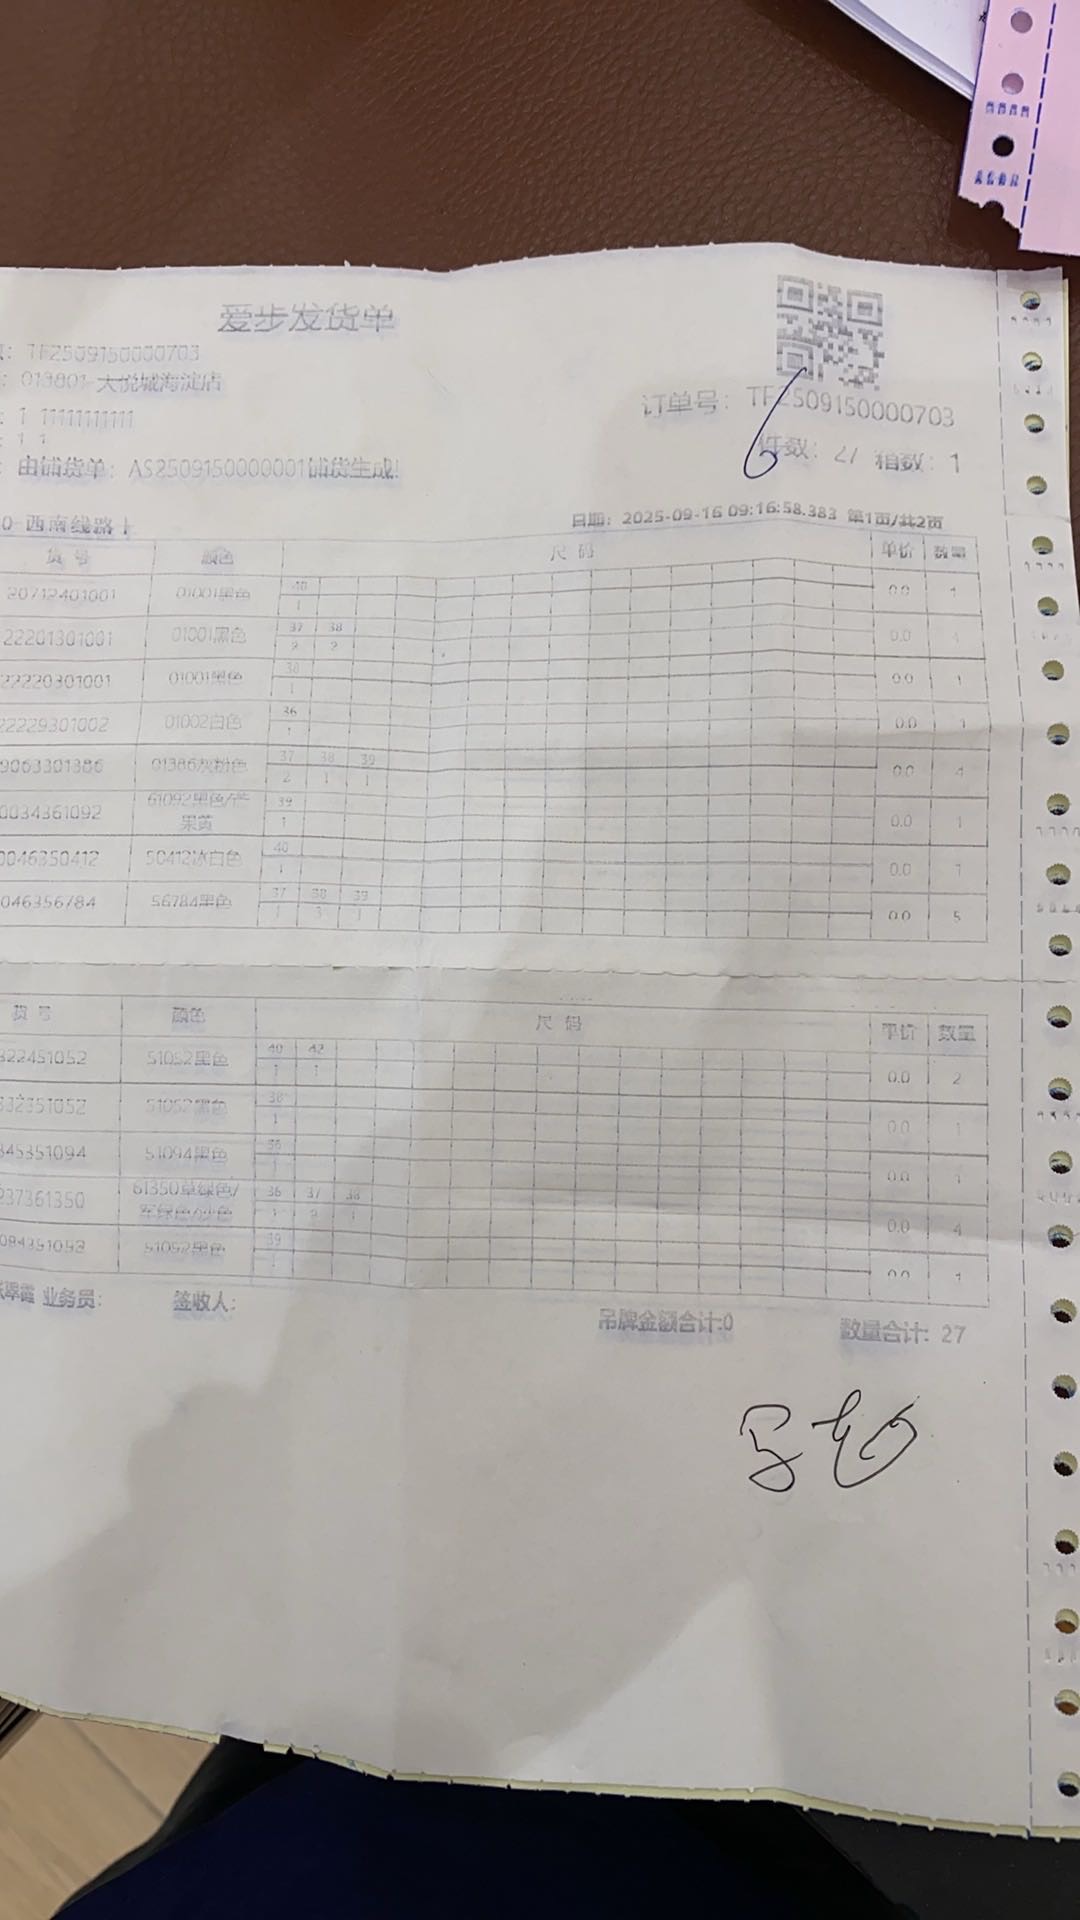 爱步发货单
: TF2509150000703
: 013801-大悦城海淀店
订单号: TF2509150000703
: 1 11111111111
: 1 1
件数: 27 箱数: 1
: 由铺货单: AS2509150000001铺货生成!
6
0-西南线路
日期: 2025-09-16 09:16:58.383 第1页/共2页
货号 颜色 尺码 单价 数量
20712401001 01001黑色 40 0.0 1
1
22201301001 01001黑色 37 38 0.0 4
2 2
22220301001 01001黑色 38 0.0 1
1
22229301002 01002白色 36 0.0 1
1
9063301386 01386灰粉色 37 38 39 0.0 4
2 1 1
0034361092 61092黑色/芒果黄 39 0.0 1
1
0046350412 50412冰白色 40 0.0 1
1
046356784 56784黑色 37 38 39 0.0 5
1 3 1
货号 颜色 尺码 单价 数量
322451052 51052黑色 40 42 0.0 2
1 1
332351052 51052黑色 38 0.0 1
1
345351094 51094黑色 36 0.0 1
1
237361350 61350草绿色/军绿色/沙色 36 37 38 0.0 4
1 2 1
084351052 51052黑色 39 0.0 1
翠霞 业务员: 签收人: 吊牌金额合计:0 数量合计: 27